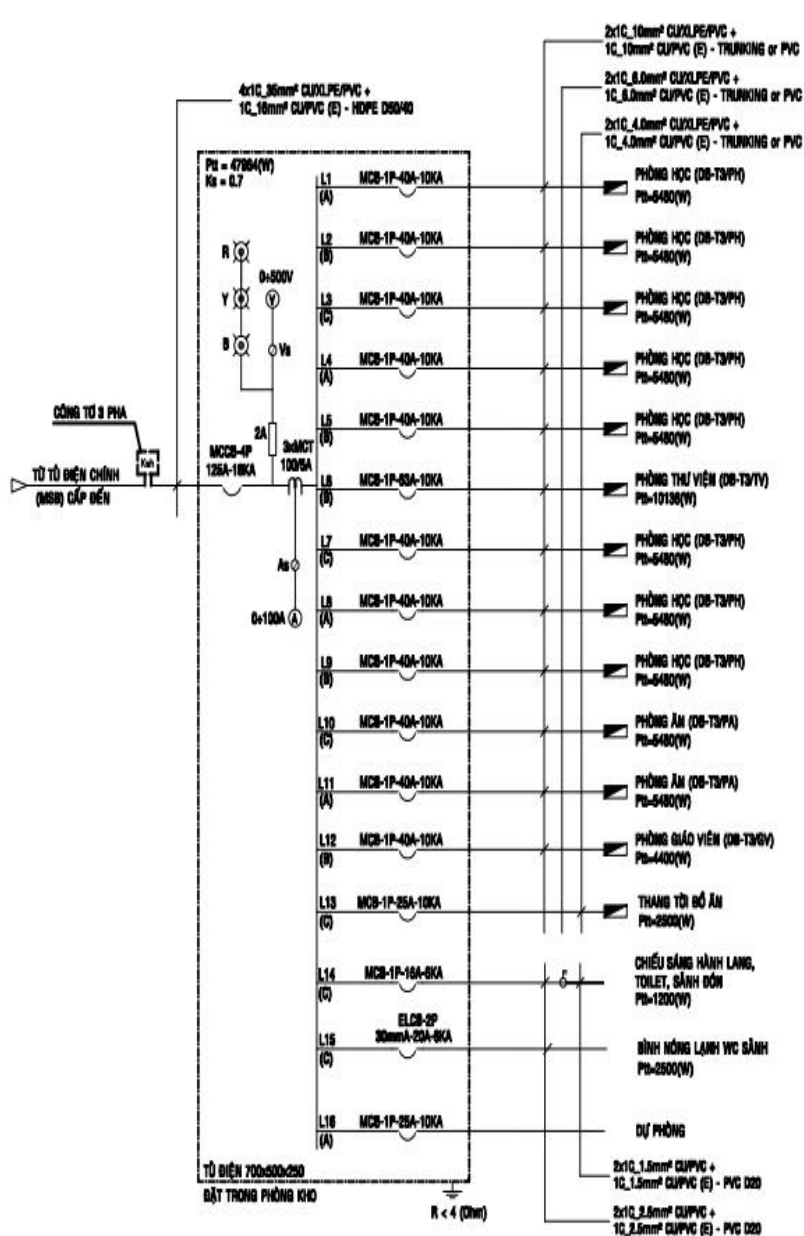 2x1C_10mm² CU/XLPE/PVC +
1C_10mm² CU/PVC (E) - TRUNKING or PVC
2x1C_6.0mm² CU/XLPE/PVC +
1C_6.0mm² CU/PVC (E) - TRUNKING or PVC
2x1C_4.0mm² CU/XLPE/PVC +
1C_4.0mm² CU/PVC (E) - TRUNKING or PVC
4x1C_35mm² CU/XLPE/PVC +
1C_16mm² CU/PVC (E) - HDPE D50/40
Ptt = 47984(W)
Ks = 0.7
L1 MCB-1P-40A-10KA PHÒNG HỌC (DB-T3/PH)
(A) Ptt=5480(W)
L2 MCB-1P-40A-10KA PHÒNG HỌC (DB-T3/PH)
(B) Ptt=5480(W)
R
0÷500V
Y
V
L3 MCB-1P-40A-10KA PHÒNG HỌC (DB-T3/PH)
(C) Ptt=5480(W)
B
Vs
L4 MCB-1P-40A-10KA PHÒNG HỌC (DB-T3/PH)
(A) Ptt=5480(W)
L5 MCB-1P-40A-10KA PHÒNG HỌC (DB-T3/PH)
(B) Ptt=5480(W)
CÔNG TƠ 3 PHA
Kwh
2A
MCCB-4P
125A-18KA
3xMCT
100/5A
TỪ TỦ ĐIỆN CHÍNH
(MSB) CẤP ĐẾN
L6 MCB-1P-63A-10KA PHÒNG THƯ VIỆN (DB-T3/TV)
(B) Ptt=10136(W)
L7 MCB-1P-40A-10KA PHÒNG HỌC (DB-T3/PH)
(C) Ptt=5480(W)
As
0÷100A
A
L8 MCB-1P-40A-10KA PHÒNG HỌC (DB-T3/PH)
(A) Ptt=5480(W)
L9 MCB-1P-40A-10KA PHÒNG HỌC (DB-T3/PH)
(B) Ptt=5480(W)
L10 MCB-1P-40A-10KA PHÒNG ĂN (DB-T3/PA)
(C) Ptt=5480(W)
L11 MCB-1P-40A-10KA PHÒNG ĂN (DB-T3/PA)
(A) Ptt=5480(W)
L12 MCB-1P-40A-10KA PHÒNG GIÁO VIÊN (DB-T3/GV)
(B) Ptt=4400(W)
L13 MCB-1P-25A-10KA THANG TỜI ĐỒ ĂN
(C) Ptt=2500(W)
L14 MCB-1P-16A-6KA CHIẾU SÁNG HÀNH LANG,
(C) TOILET, SẢNH ĐÓN
Ptt=1200(W)
ELCB-2P
L15 30mmA-20A-6KA BÌNH NÓNG LẠNH WC SẢNH
(C) Ptt=2500(W)
L16 MCB-1P-25A-10KA DỰ PHÒNG
(A)
TỦ ĐIỆN 700x500x250
ĐẶT TRONG PHÒNG KHO
R < 4 (Ohm)
2x1C_1.5mm² CU/PVC +
1C_1.5mm² CU/PVC (E) - PVC D20
2x1C_2.5mm² CU/PVC +
1C_2.5mm² CU/PVC (E) - PVC D20